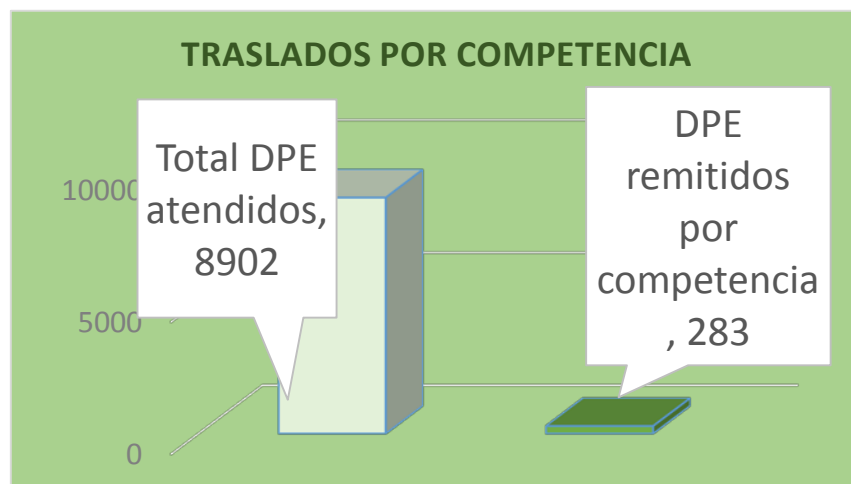 TRASLADOS POR COMPETENCIA
Total DPE
atendidos,
8902
DPE
remitidos
por
competencia
, 283
10000
5000
0